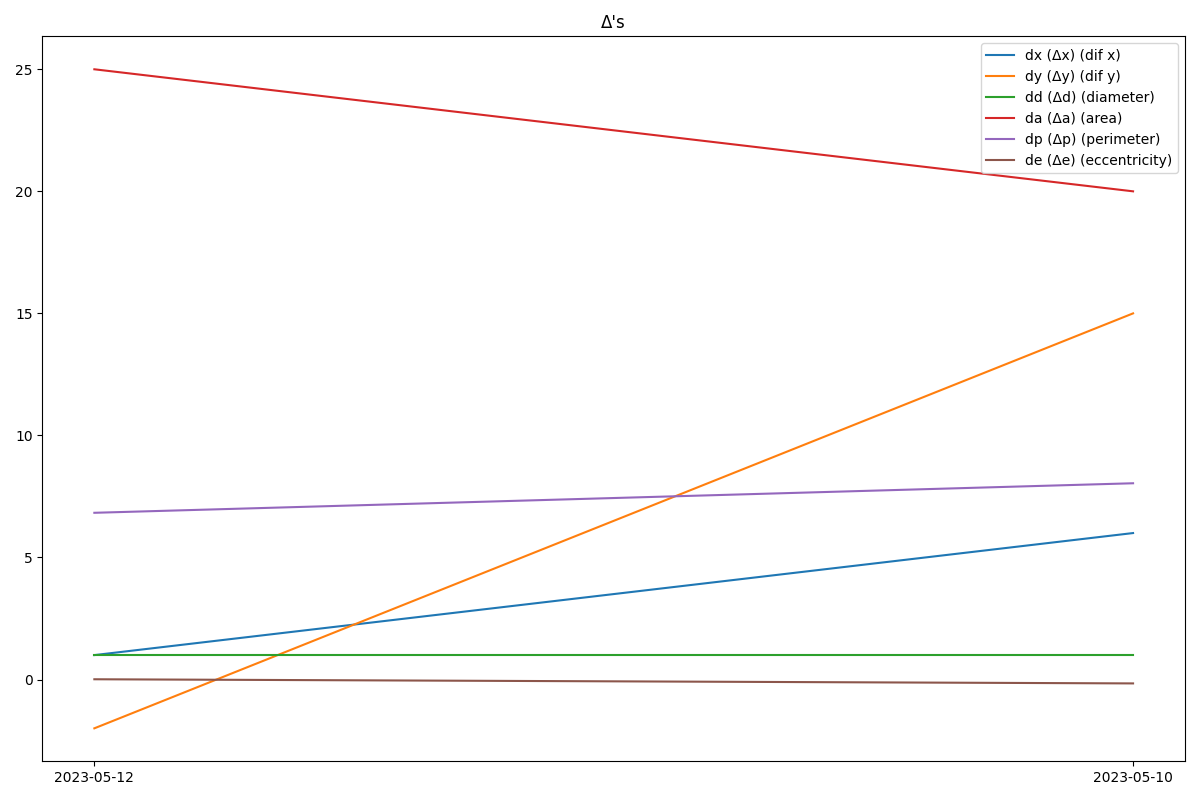 Δ's
dx (Δx) (dif x)
dy (Δy) (dif y)
dd (Δd) (diameter)
da (Δa) (area)
dp (Δp) (perimeter)
de (Δe) (eccentricity)
25
20
15
10
5
0
2023-05-12 2023-05-10